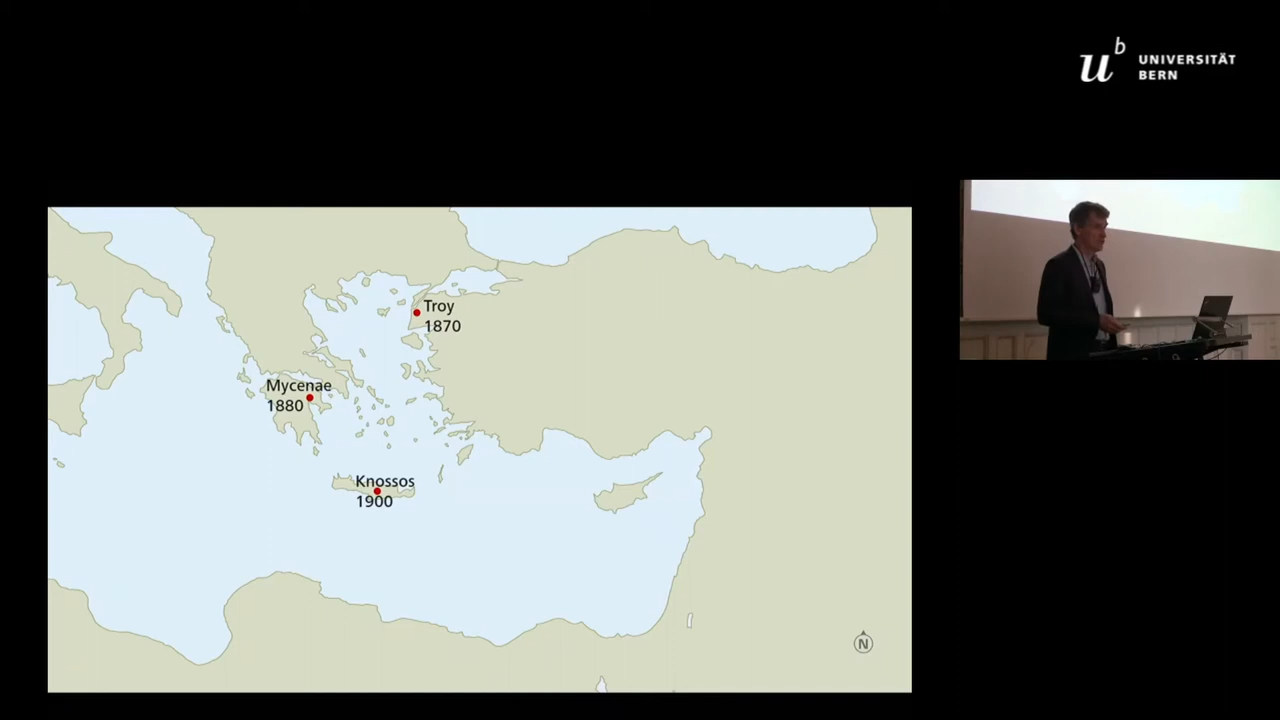 u b UNIVERSITÄT
BERN
Troy
1870
Mycenae
1880
Knossos
1900
N